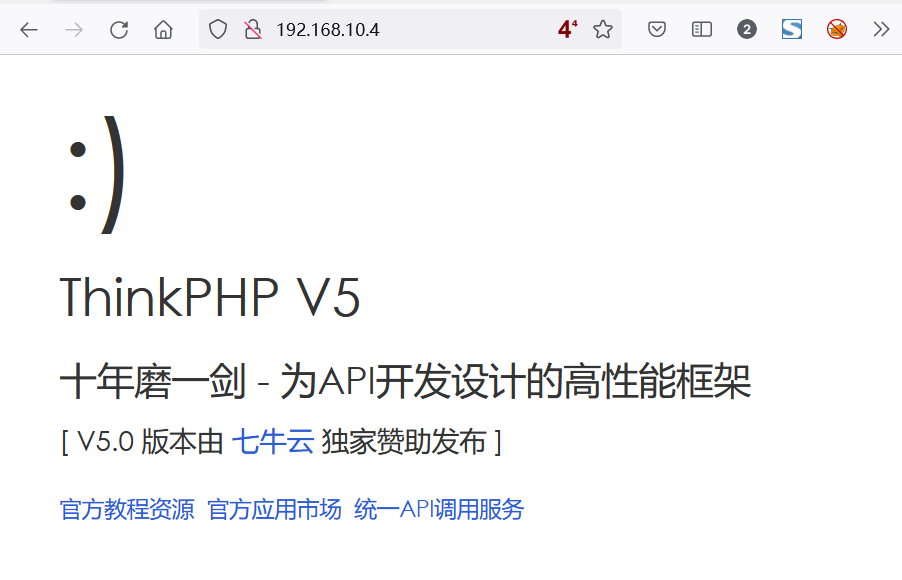 192.168.10.4
4⁴
2
S
:)
ThinkPHP V5
十年磨一剑 - 为API开发设计的高性能框架
[ V5.0 版本由 七牛云 独家赞助发布 ]
官方教程资源 官方应用市场 统一API调用服务